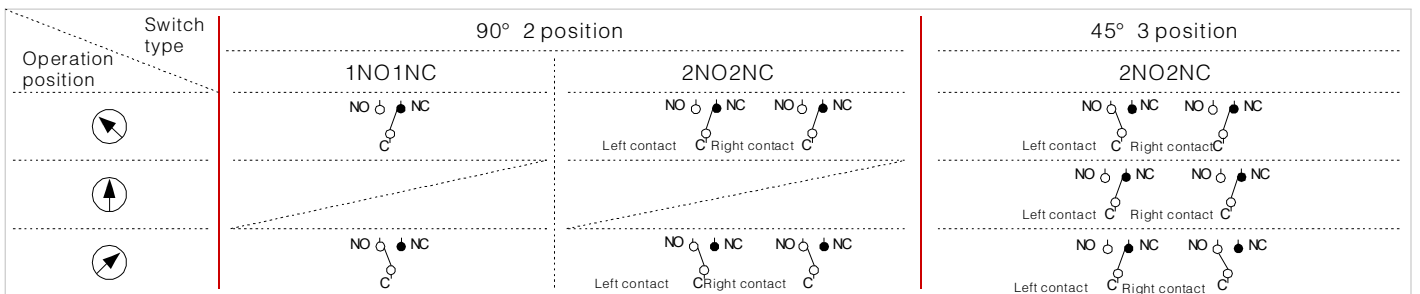 Switch
type
Operation
position
90° 2 position
45° 3 position
1NO1NC
2NO2NC
2NO2NC
NO NC
NO NC NO NC
NO NC NO NC
C
Left contact C Right contact C
Left contact C Right contact C
NO NC NO NC
Left contact C Right contact C
NO NC
NO NC NO NC
NO NC NO NC
C
Left contact C Right contact C
Left contact C Right contact C